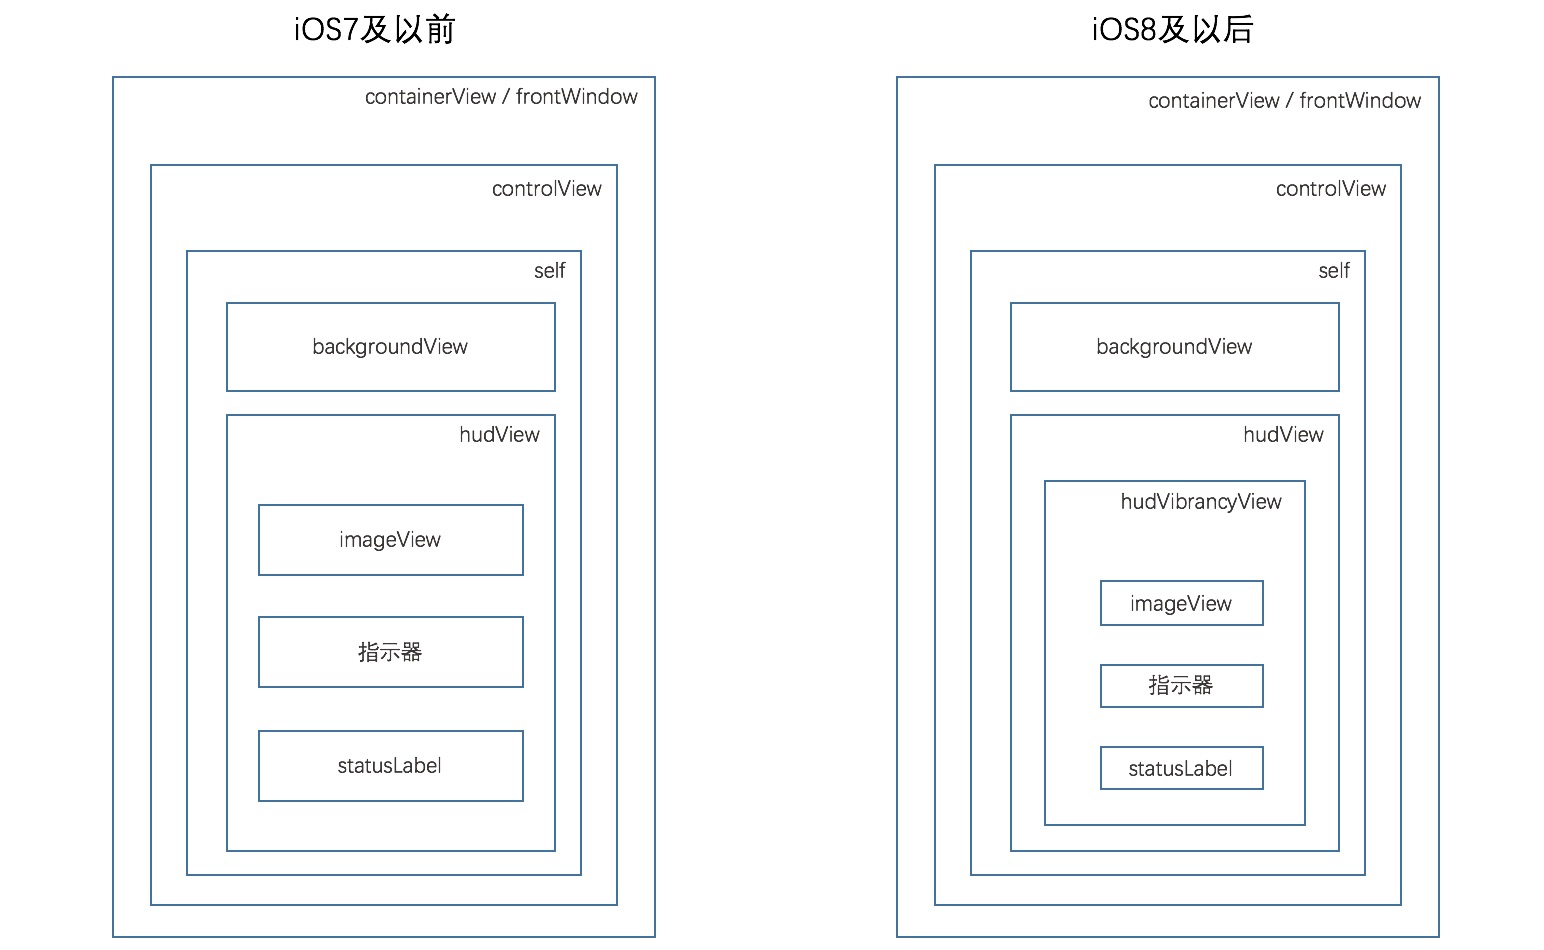 iOS7及以前
containerView / frontWindow
controlView
self
backgroundView
hudView
imageView
指示器
statusLabel
iOS8及以后
containerView / frontWindow
controlView
self
backgroundView
hudView
hudVibrancyView
imageView
指示器
statusLabel